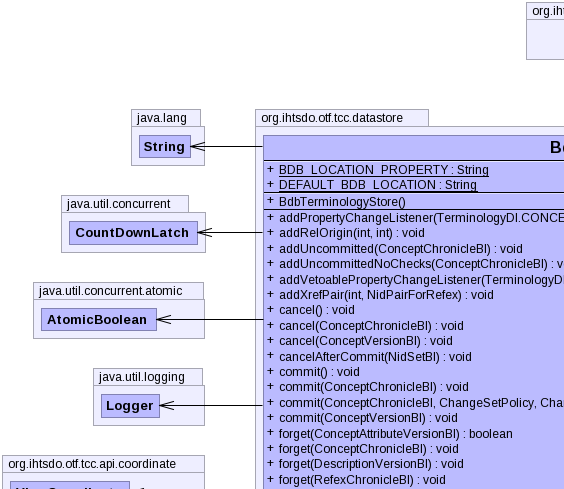 org.ih
java.lang
String
org.ihtsdo.otf.tcc.datastore
+ BDB_LOCATION_PROPERTY : String
+ DEFAULT_BDB_LOCATION : String
+ BdbTerminologyStore()
+ addPropertyChangeListener(TerminologyDI.CONCE
+ addRelOrigin(int, int) : void
+ addUncommitted(ConceptChronicleBI) : void
+ addUncommittedNoChecks(ConceptChronicleBI) : v
+ addVetoablePropertyChangeListener(TerminologyD
+ addXrefPair(int, NidPairForRefex) : void
+ cancel() : void
+ cancel(ConceptChronicleBI) : void
+ cancel(ConceptVersionBI) : void
+ cancelAfterCommit(NidSetBI) : void
+ commit() : void
+ commit(ConceptChronicleBI) : void
+ commit(ConceptChronicleBI, ChangeSetPolicy, Cha
+ commit(ConceptVersionBI) : void
+ forget(ConceptAttributeVersionBI) : boolean
+ forget(ConceptChronicleBI) : void
+ forget(DescriptionVersionBI) : void
+ forget(RefexChronicleBI) : void
java.util.concurrent
CountDownLatch
java.util.concurrent.atomic
AtomicBoolean
java.util.logging
Logger
org.ihtsdo.otf.tcc.api.coordinate